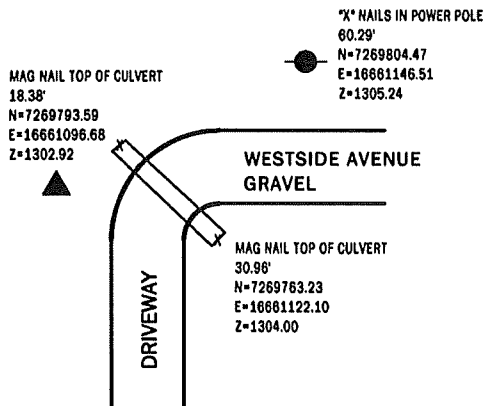 "X" NAILS IN POWER POLE
60.29'
N=7269804.47
E=16661146.51
Z=1305.24
MAG NAIL TOP OF CULVERT
18.38'
N=7269793.59
E=16661096.68
Z=1302.92
WESTSIDE AVENUE
GRAVEL
MAG NAIL TOP OF CULVERT
30.96'
N=7269763.23
E=16661122.10
Z=1304.00
DRIVEWAY